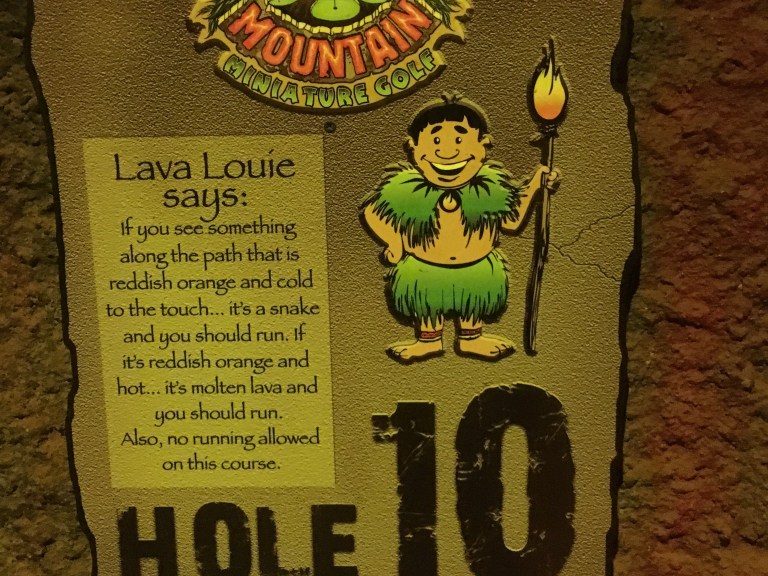 MOUNTAIN
MINIATURE GOLF
Lava Louie
says:
If you see something
along the path that is
reddish orange and cold
to the touch... it's a snake
and you should run. If
it's reddish orange and
hot... it's molten lava and
you should run.
Also, no running allowed
on this course.
HOLE 10